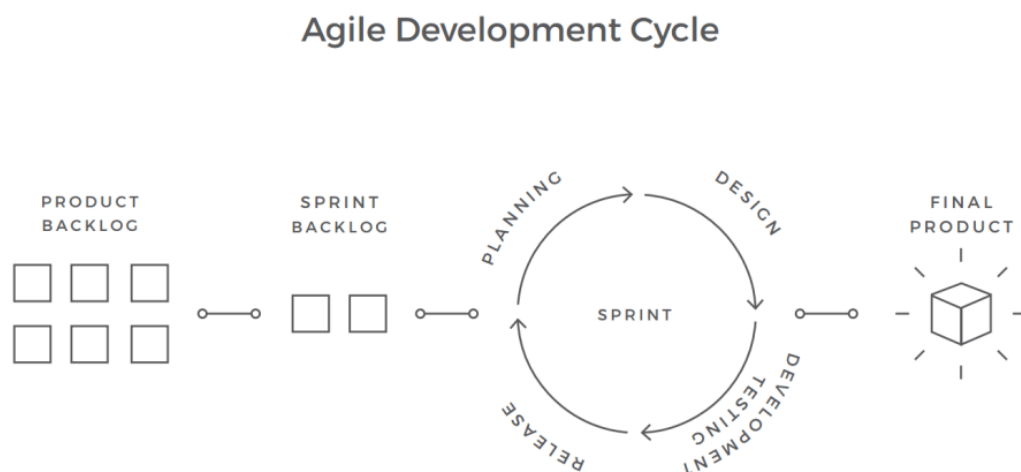 Agile Development Cycle
PRODUCT
BACKLOG
SPRINT
BACKLOG
PLANNING
DESIGN
SPRINT
DEVELOPMENT
TESTING
RELEASE
FINAL
PRODUCT